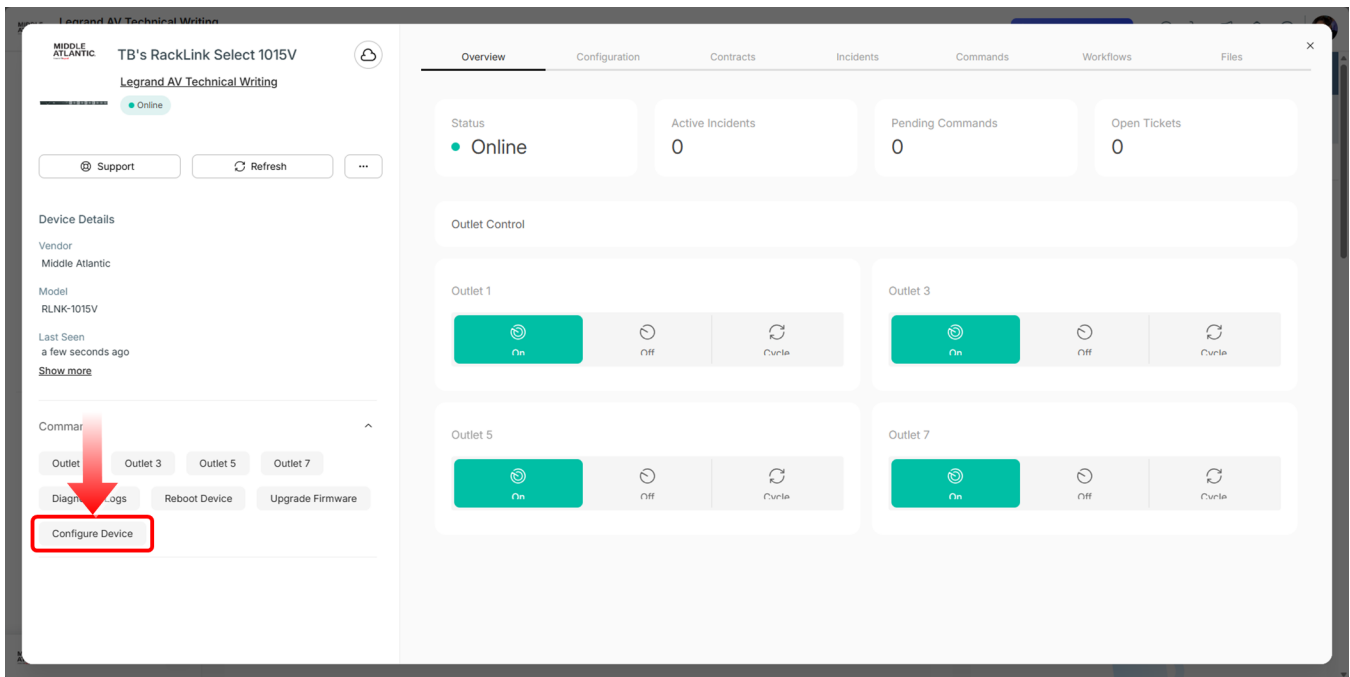 Legrand AV Technical Writing
MIDDLE
ATLANTIC
TB's RackLink Select 1015V
Legrand AV Technical Writing
Online
Support
Refresh
...
Device Details
Vendor
Middle Atlantic
Model
RLNK-1015V
Last Seen
a few seconds ago
Show more
Outlet
Outlet 3
Outlet 5
Outlet 7
Reboot Device
Upgrade Firmware
Configure Device
Overview
Configuration
Contracts
Incidents
Commands
Workflows
Files
Status
Online
Active Incidents
0
Pending Commands
0
Open Tickets
0
Outlet Control
Outlet 1
On
Off
Cycle
Outlet 3
On
Off
Cycle
Outlet 5
On
Off
Cycle
Outlet 7
On
Off
Cycle